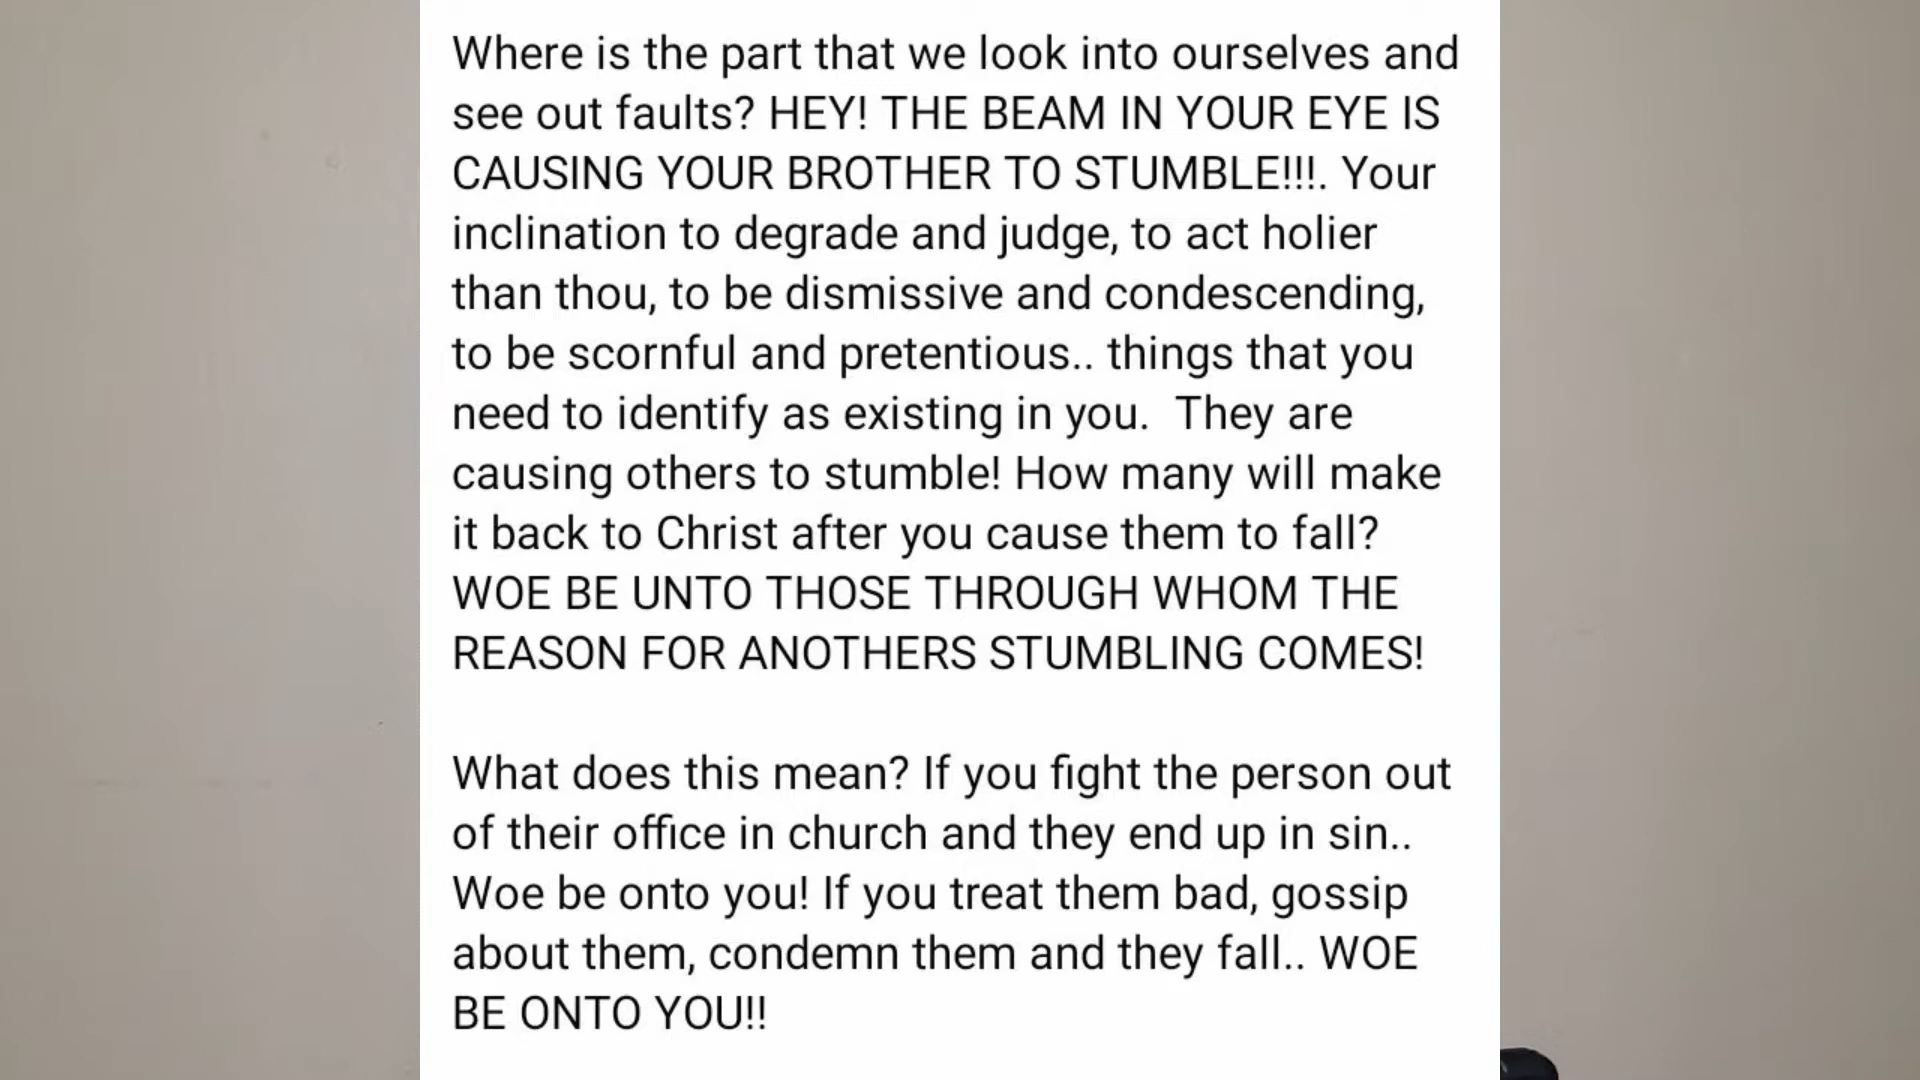 Where is the part that we look into ourselves and
see out faults? HEY! THE BEAM IN YOUR EYE IS
CAUSING YOUR BROTHER TO STUMBLE!!!. Your
inclination to degrade and judge, to act holier
than thou, to be dismissive and condescending,
to be scornful and pretentious.. things that you
need to identify as existing in you.  They are
causing others to stumble! How many will make
it back to Christ after you cause them to fall?
WOE BE UNTO THOSE THROUGH WHOM THE
REASON FOR ANOTHERS STUMBLING COMES!
What does this mean? If you fight the person out
of their office in church and they end up in sin..
Woe be onto you! If you treat them bad, gossip
about them, condemn them and they fall.. WOE
BE ONTO YOU!!